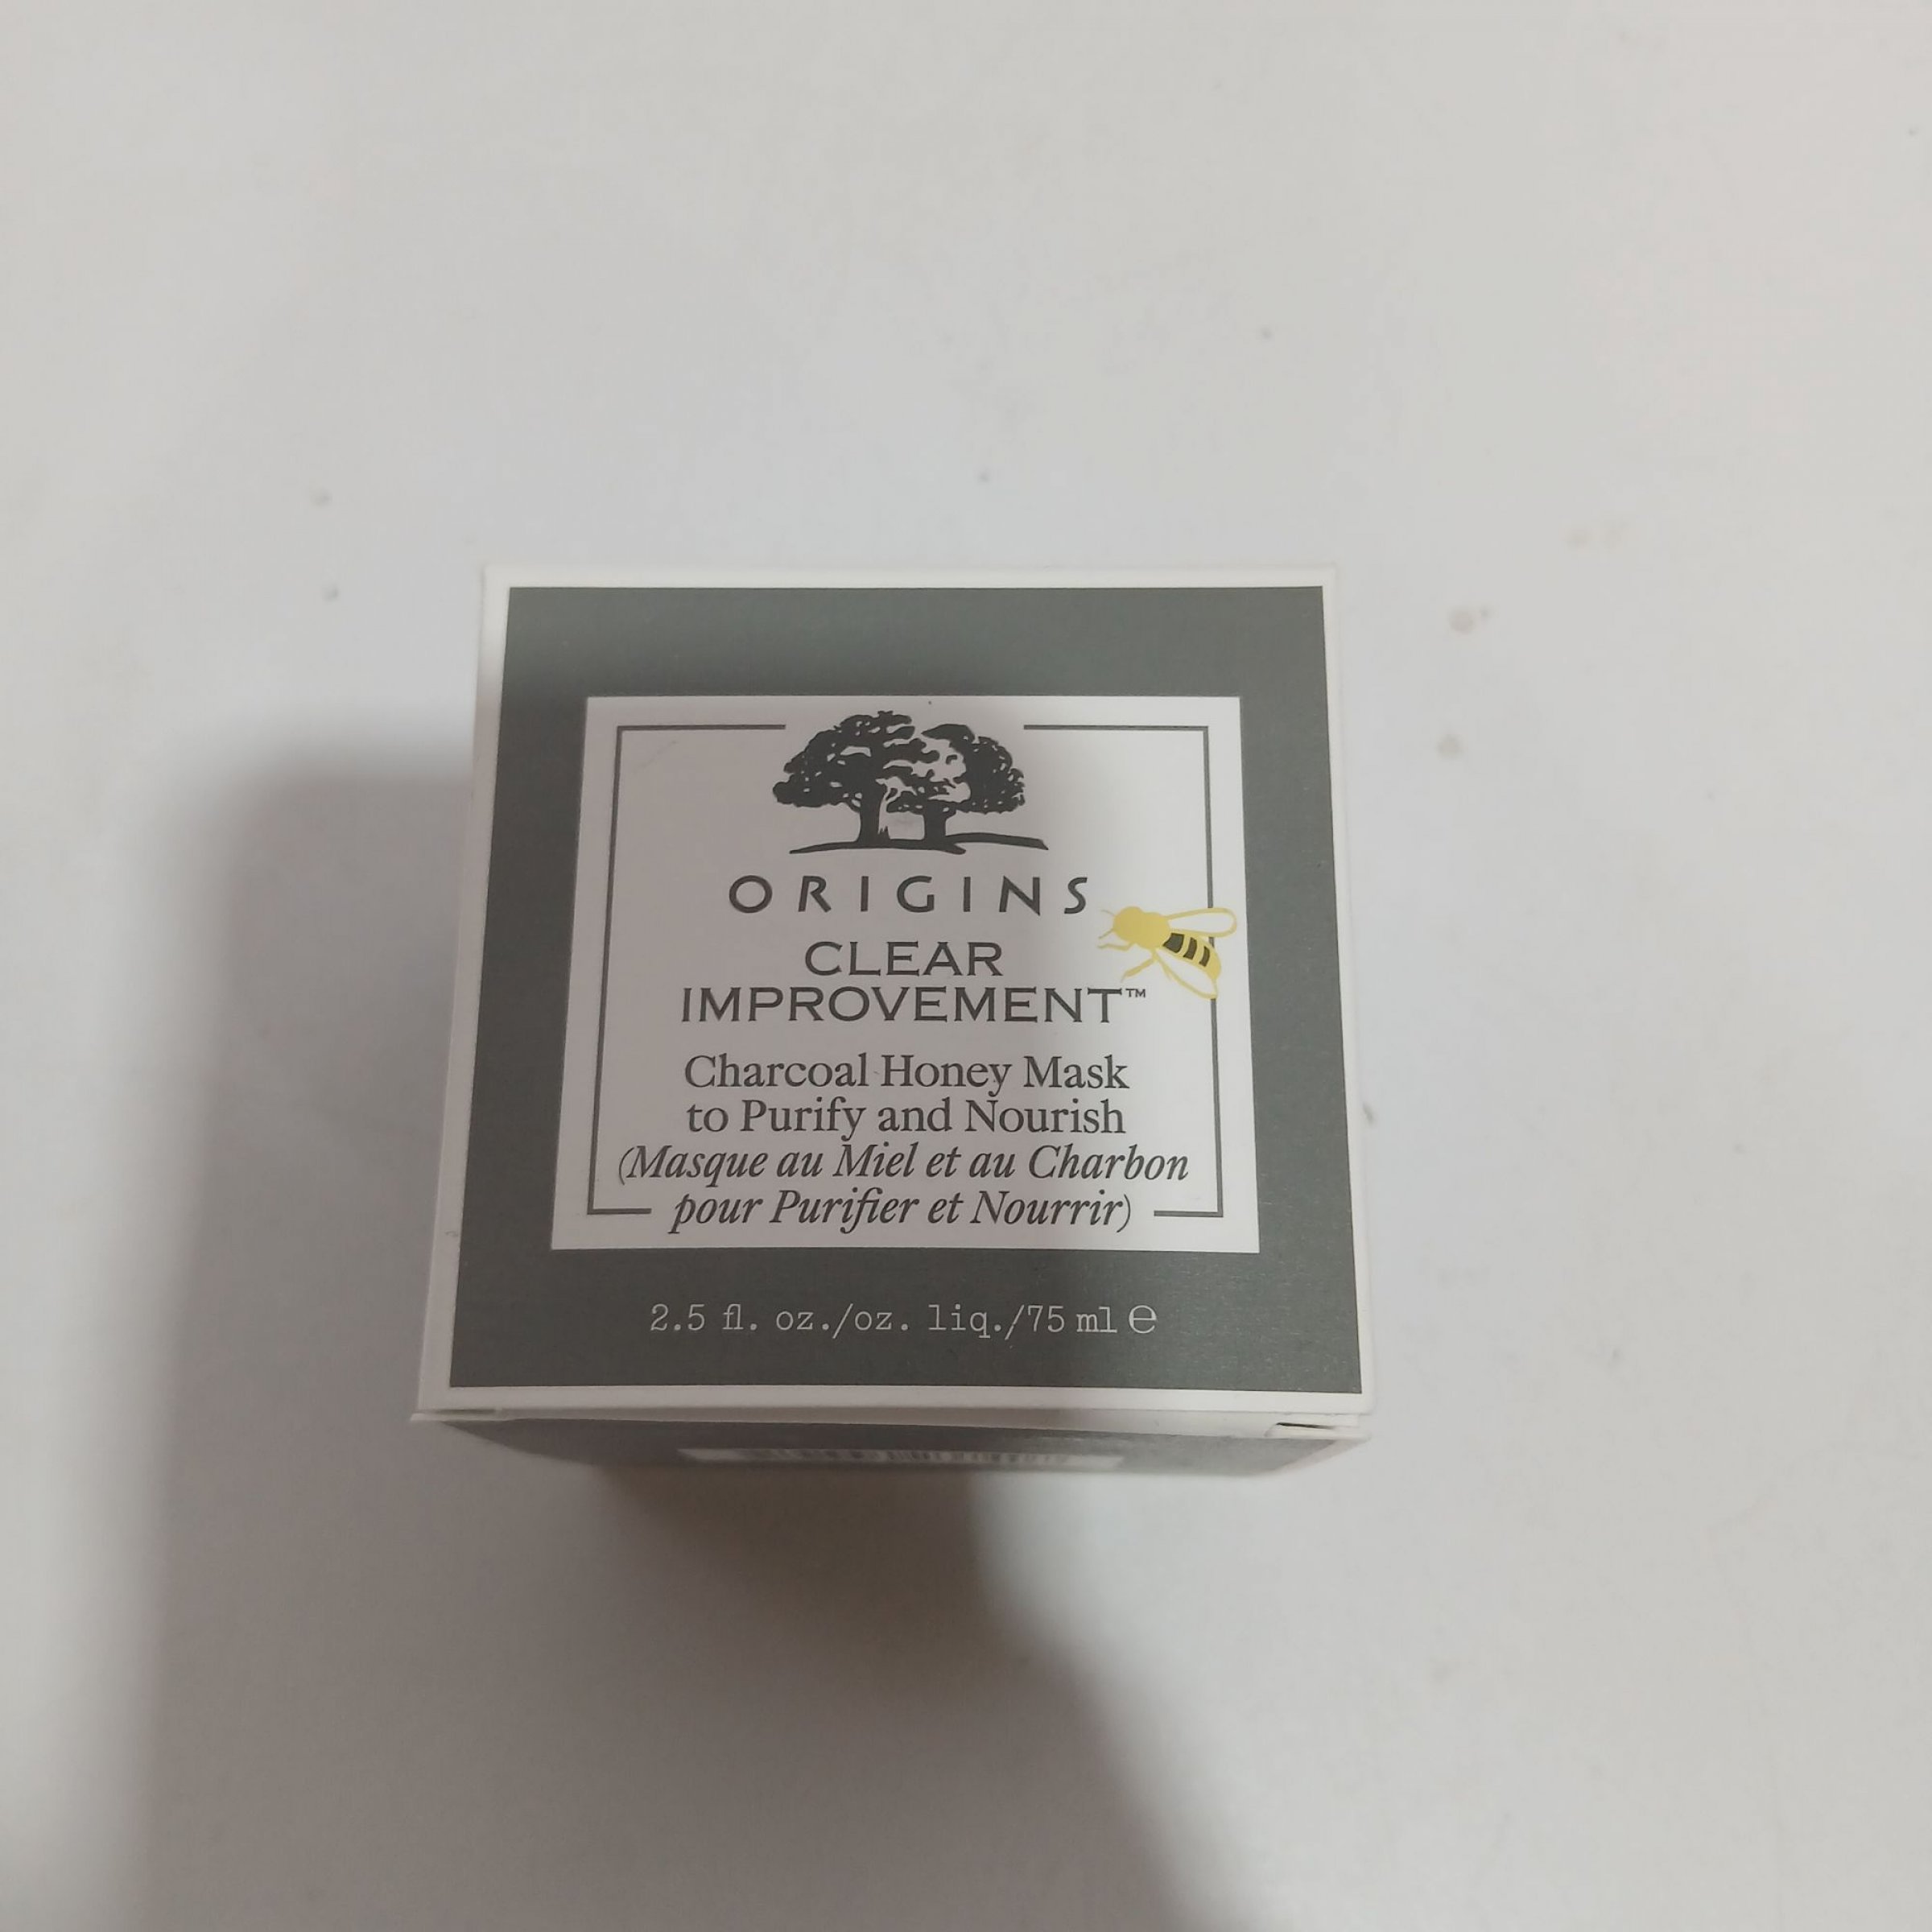 ORIGINS
CLEAR
IMPROVEMENT™
Charcoal Honey Mask
to Purify and Nourish
(Masque au Miel et au Charbon
pour Purifier et Nourrir)
2.5 fl. oz./oz. liq./75 ml ℮